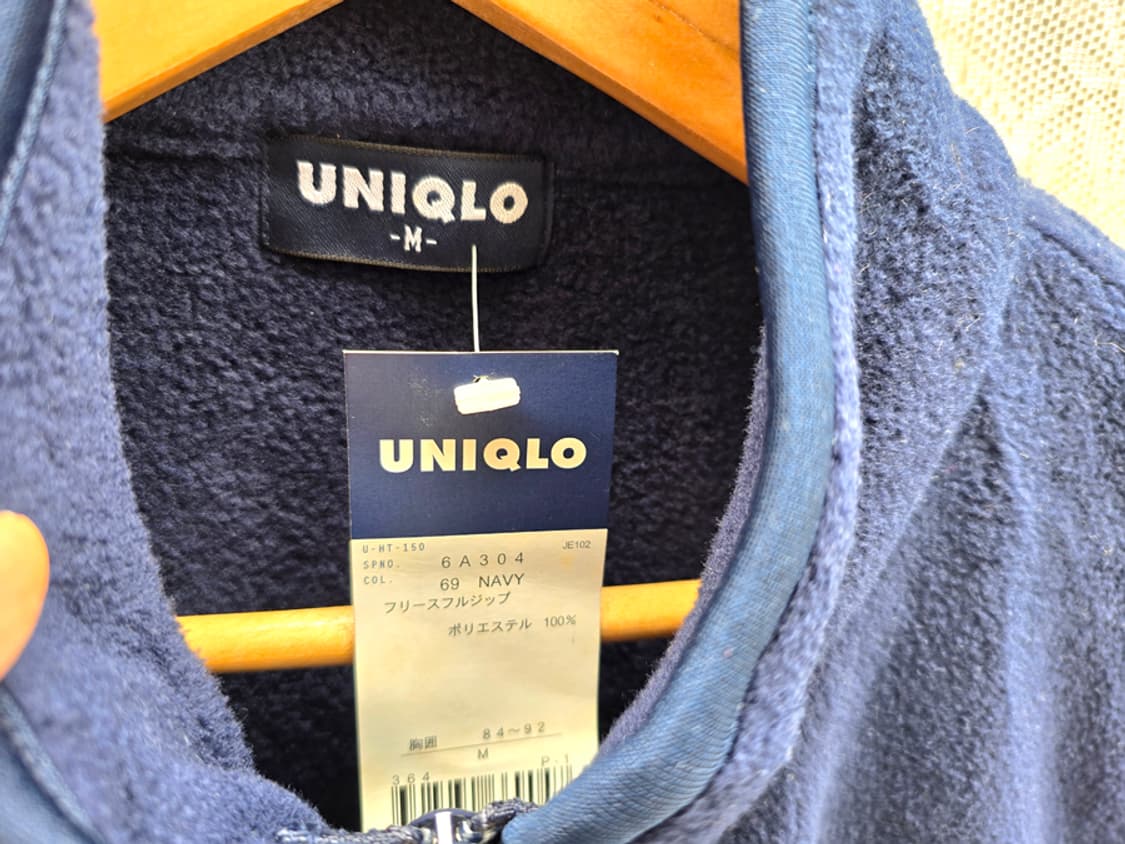 UNIQLO
-M-
UNIQLO
U-HT-150 JE102
SPNO. 6A304
COL. 69 NAVY
フリースフルジップ
ポリエステル 100%
胸囲 84~92
M
364 P-1